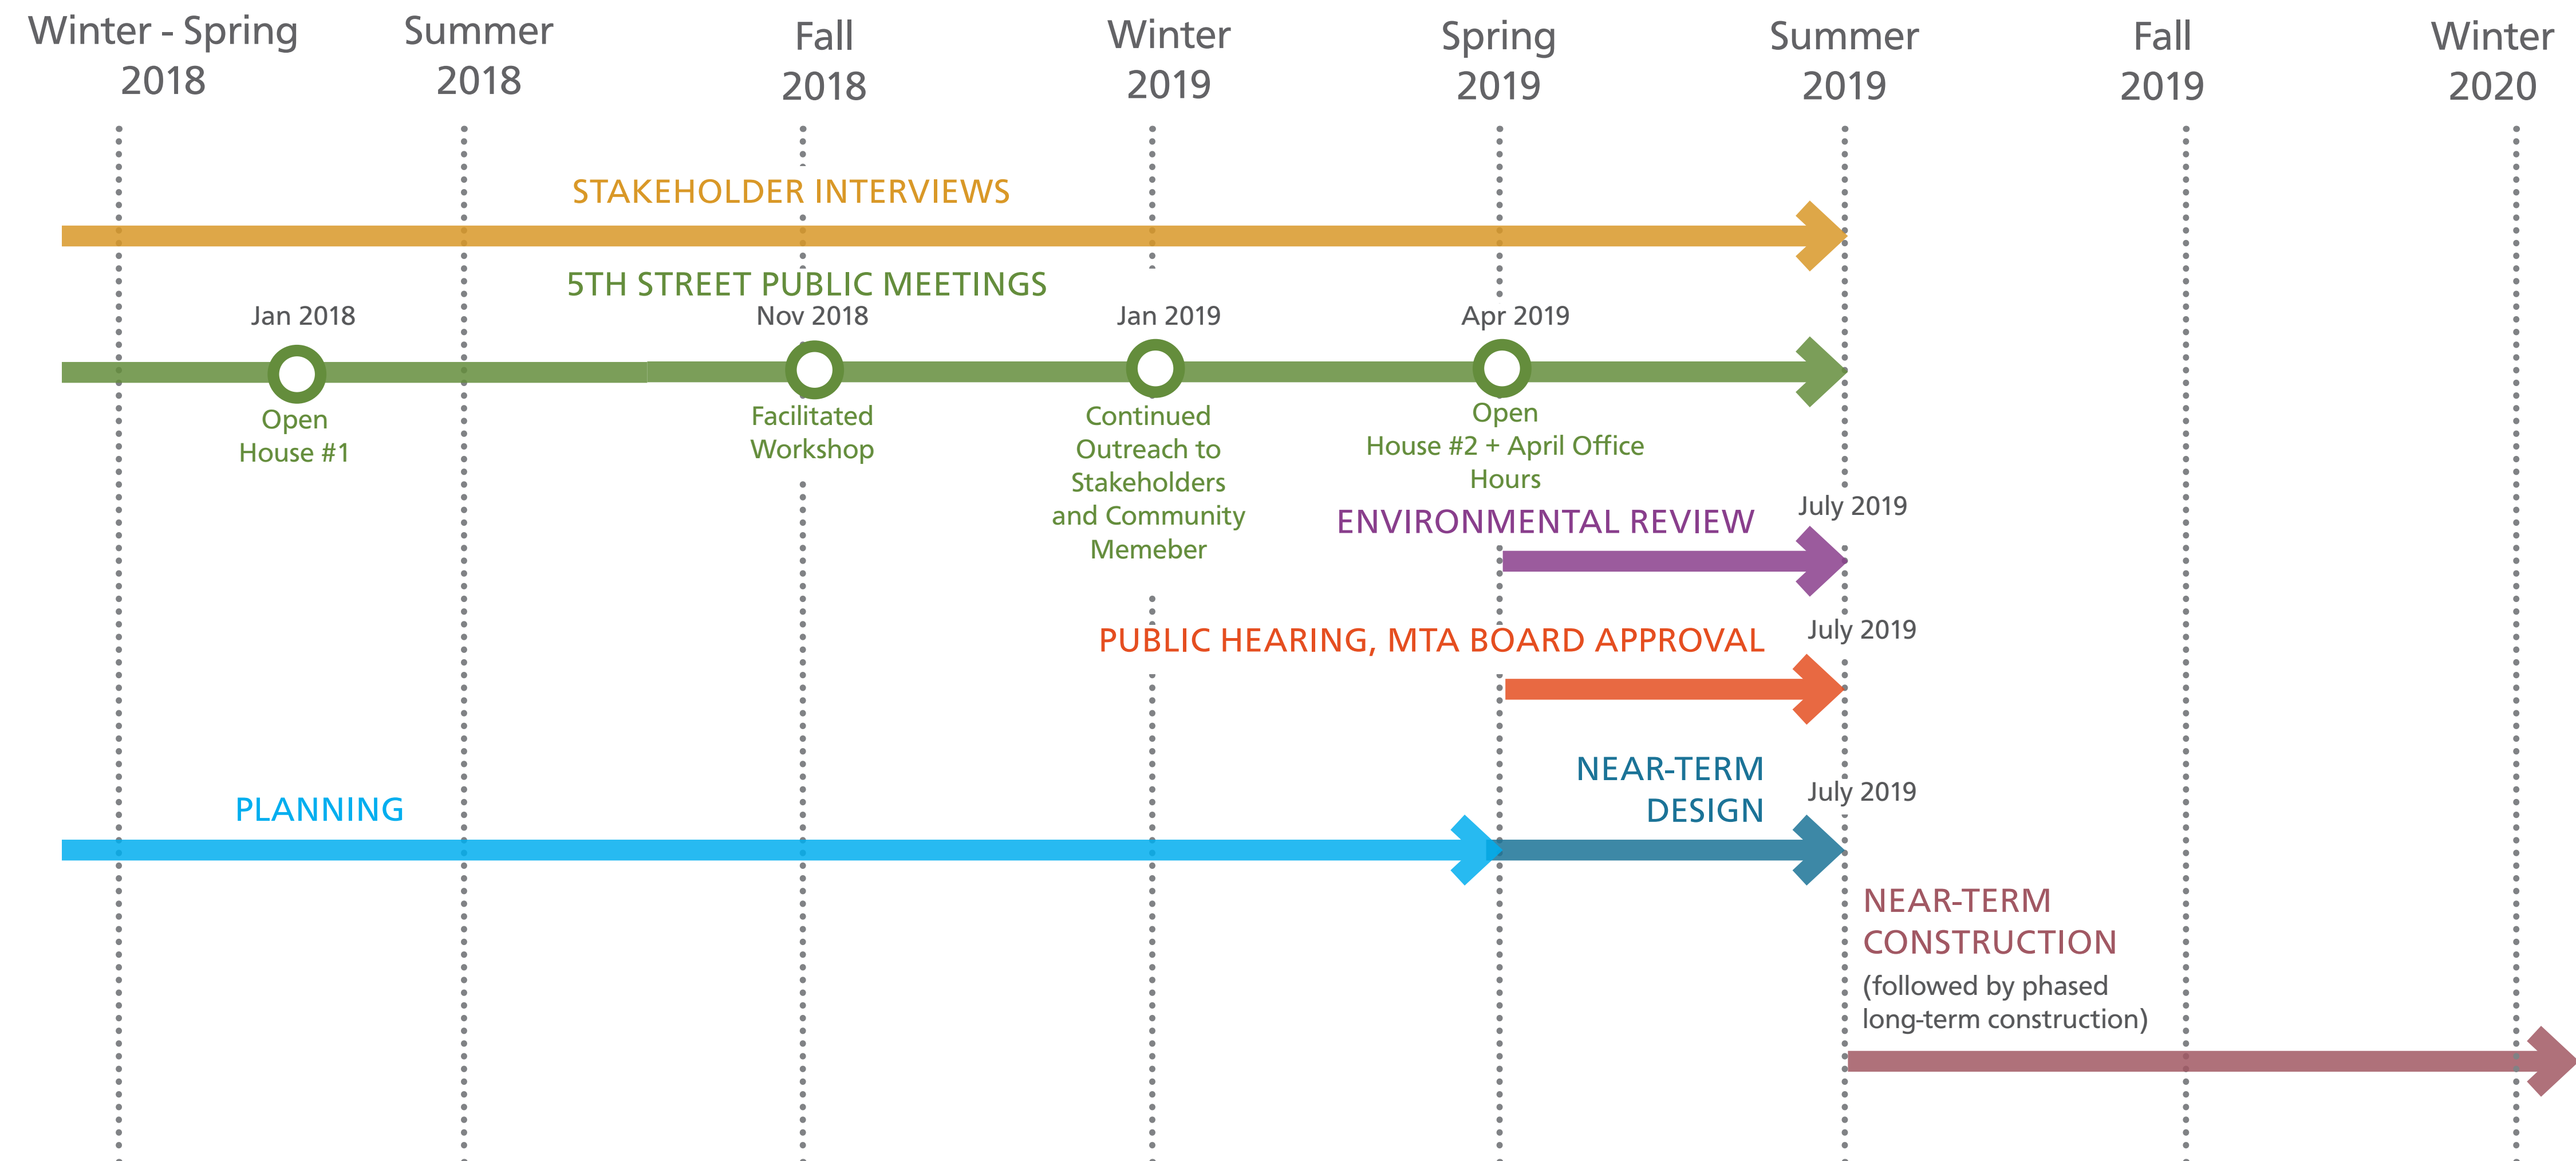 Winter - Spring
2018
Summer
2018
Fall
2018
Winter
2019
Spring
2019
Summer
2019
Fall
2019
Winter
2020
STAKEHOLDER INTERVIEWS
5TH STREET PUBLIC MEETINGS
Jan 2018
Nov 2018
Jan 2019
Apr 2019
Open
House #1
Facilitated
Workshop
Continued
Outreach to
Stakeholders
and Community
Memeber
Open
House #2 + April Office
Hours
ENVIRONMENTAL REVIEW
July 2019
PUBLIC HEARING, MTA BOARD APPROVAL
July 2019
PLANNING
NEAR-TERM
DESIGN
July 2019
NEAR-TERM
CONSTRUCTION
(followed by phased
long-term construction)